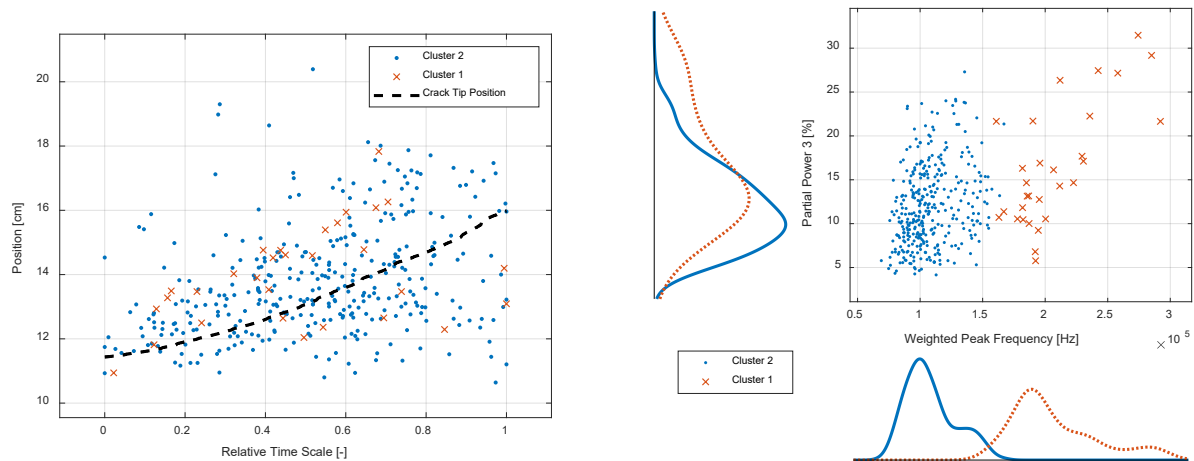 Cluster 2
Cluster 1
Crack Tip Position
20
18
16
14
12
10
Position [cm]
0
0.2
0.4
0.6
0.8
1
Relative Time Scale [-]
30
25
20
15
10
5
Partial Power 3 [%]
0.5
1
1.5
2
2.5
3
Weighted Peak Frequency [Hz]
× 10 5
Cluster 2
Cluster 1